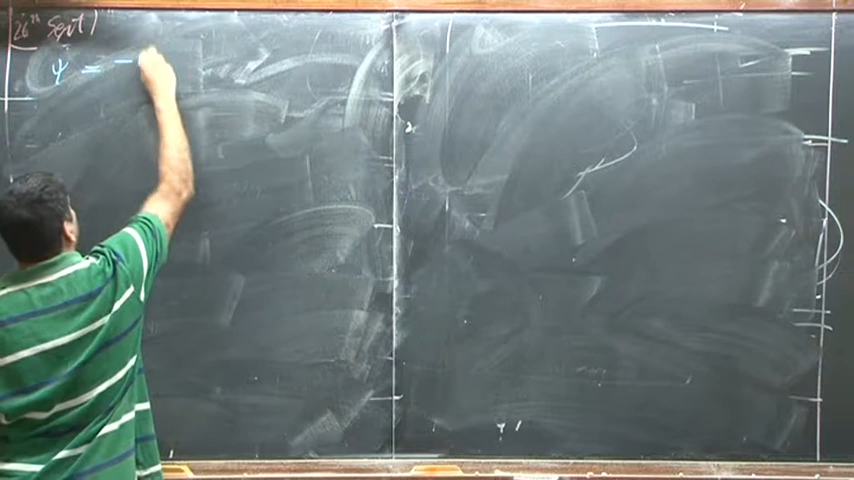 26th Sept)
ψ = -